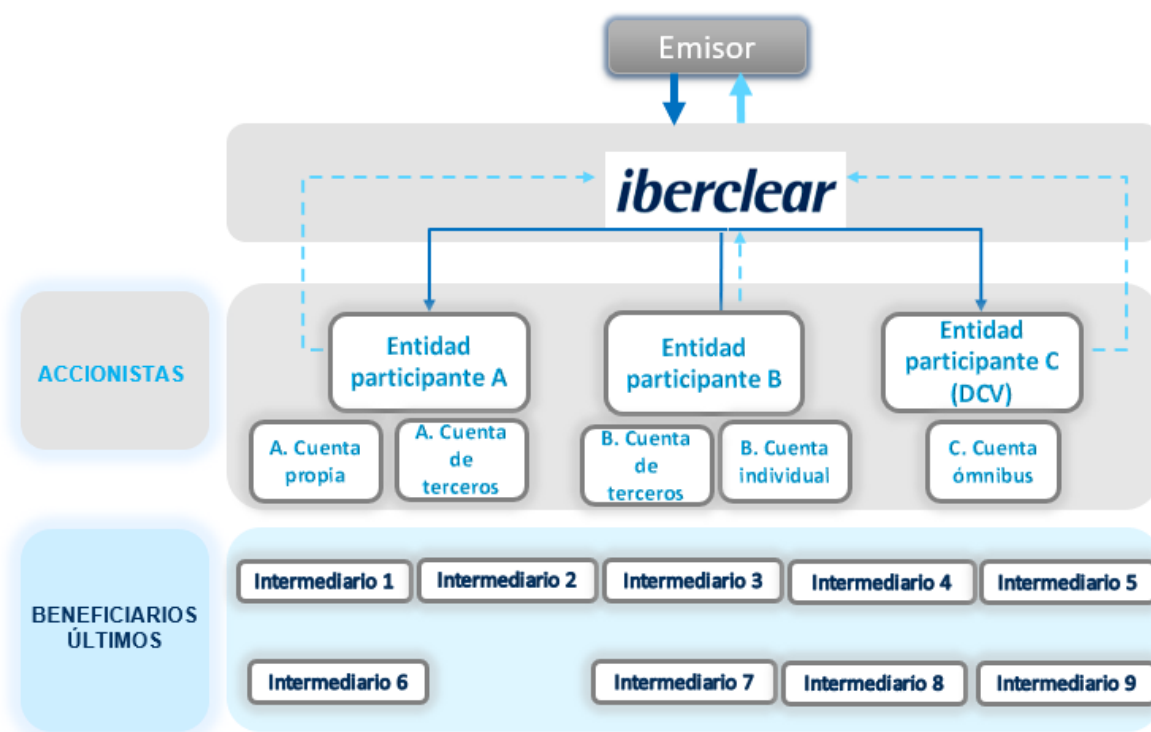 Emisor
iberclear
ACCIONISTAS
Entidad
participante A
Entidad
participante B
Entidad
participante C
(DCV)
A. Cuenta
propia
A. Cuenta
de
terceros
B. Cuenta
de
terceros
B. Cuenta
individual
C. Cuenta
ómnibus
BENEFICIARIOS
ÚLTIMOS
Intermediario 1
Intermediario 2
Intermediario 3
Intermediario 4
Intermediario 5
Intermediario 6
Intermediario 7
Intermediario 8
Intermediario 9